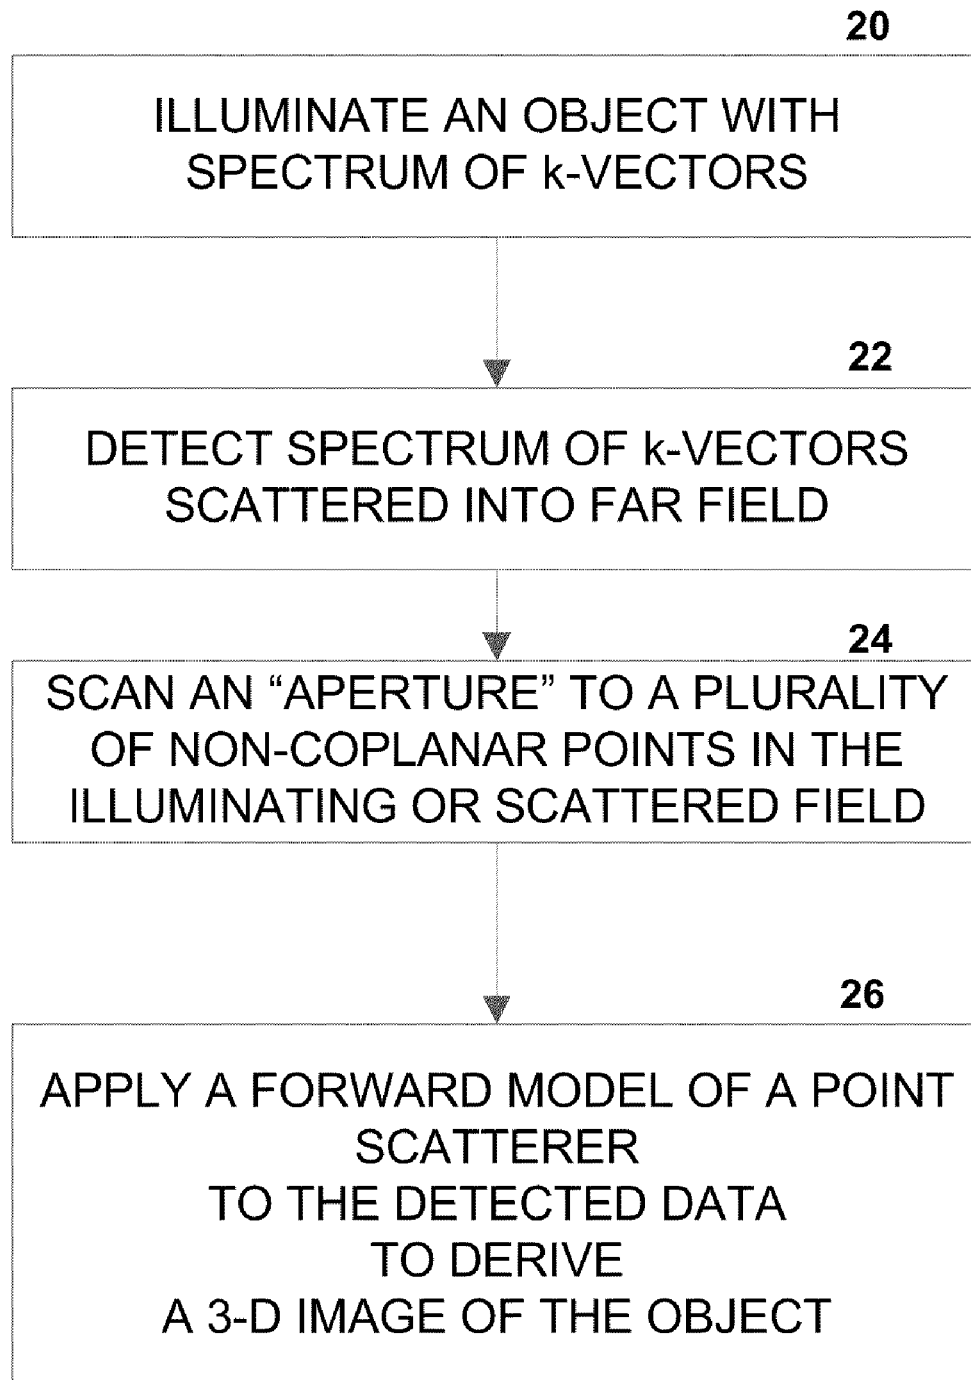 20
ILLUMINATE AN OBJECT WITH
SPECTRUM OF k-VECTORS
22
DETECT SPECTRUM OF k-VECTORS
SCATTERED INTO FAR FIELD
24
SCAN AN “APERTURE” TO A PLURALITY
OF NON-COPLANAR POINTS IN THE
ILLUMINATING OR SCATTERED FIELD
26
APPLY A FORWARD MODEL OF A POINT
SCATTERER
TO THE DETECTED DATA
TO DERIVE
A 3-D IMAGE OF THE OBJECT